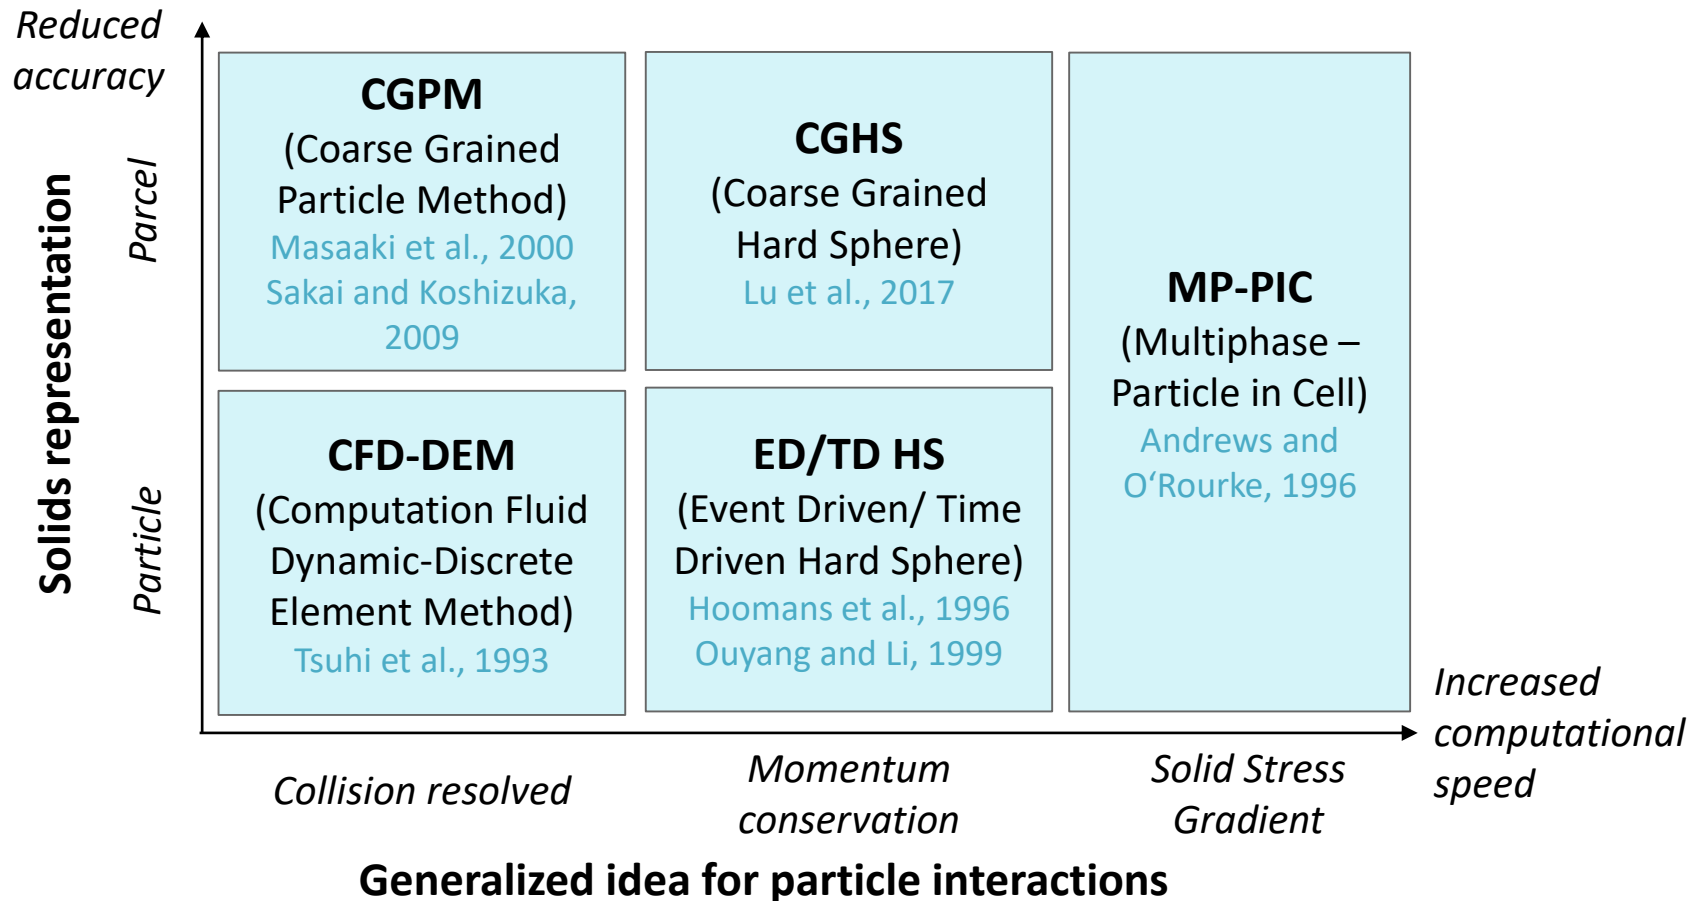 Reduced
accuracy
Solids representation
Parcel
Particle
CGPM
(Coarse Grained
Particle Method)
Masaaki et al., 2000
Sakai and Koshizuka,
2009
CGHS
(Coarse Grained
Hard Sphere)
Lu et al., 2017
MP-PIC
(Multiphase –
Particle in Cell)
Andrews and
O‘Rourke, 1996
CFD-DEM
(Computation Fluid
Dynamic-Discrete
Element Method)
Tsuhi et al., 1993
ED/TD HS
(Event Driven/ Time
Driven Hard Sphere)
Hoomans et al., 1996
Ouyang and Li, 1999
Increased
computational
speed
Collision resolved
Momentum
conservation
Solid Stress
Gradient
Generalized idea for particle interactions